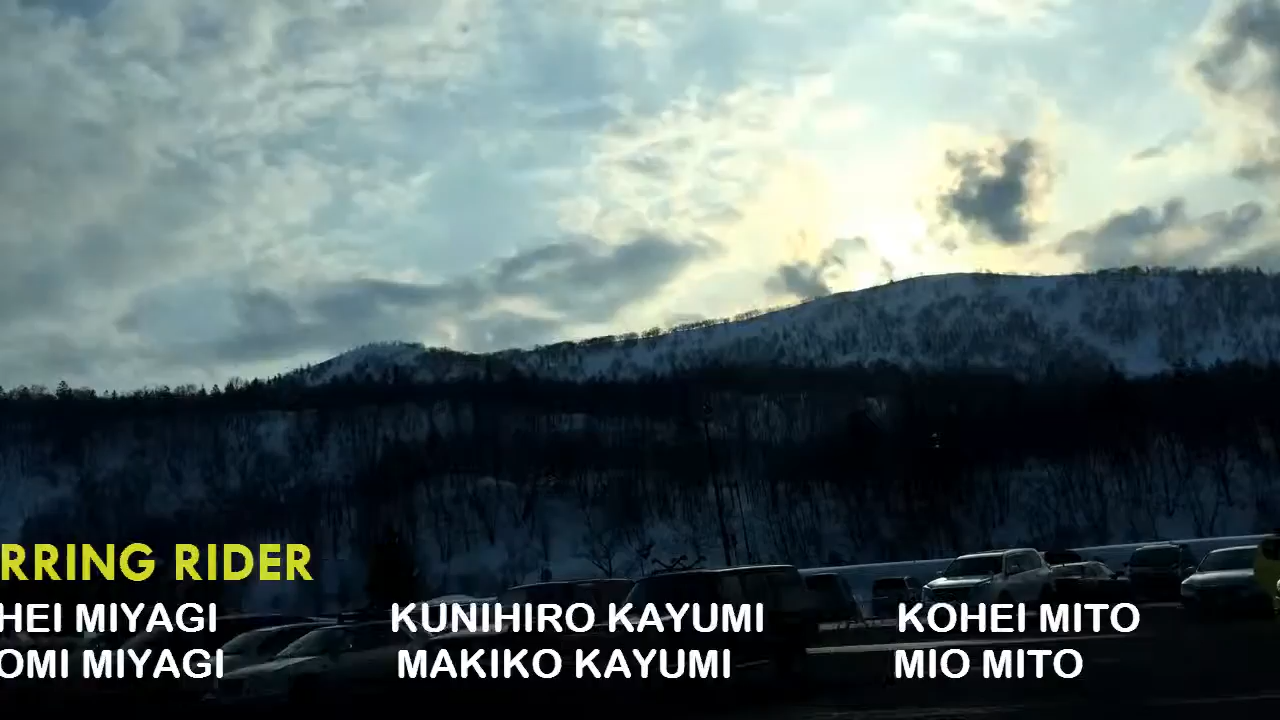 RRING RIDER
HEI MIYAGI KUNIHIRO KAYUMI KOHEI MITO
OMI MIYAGI MAKIKO KAYUMI MIO MITO